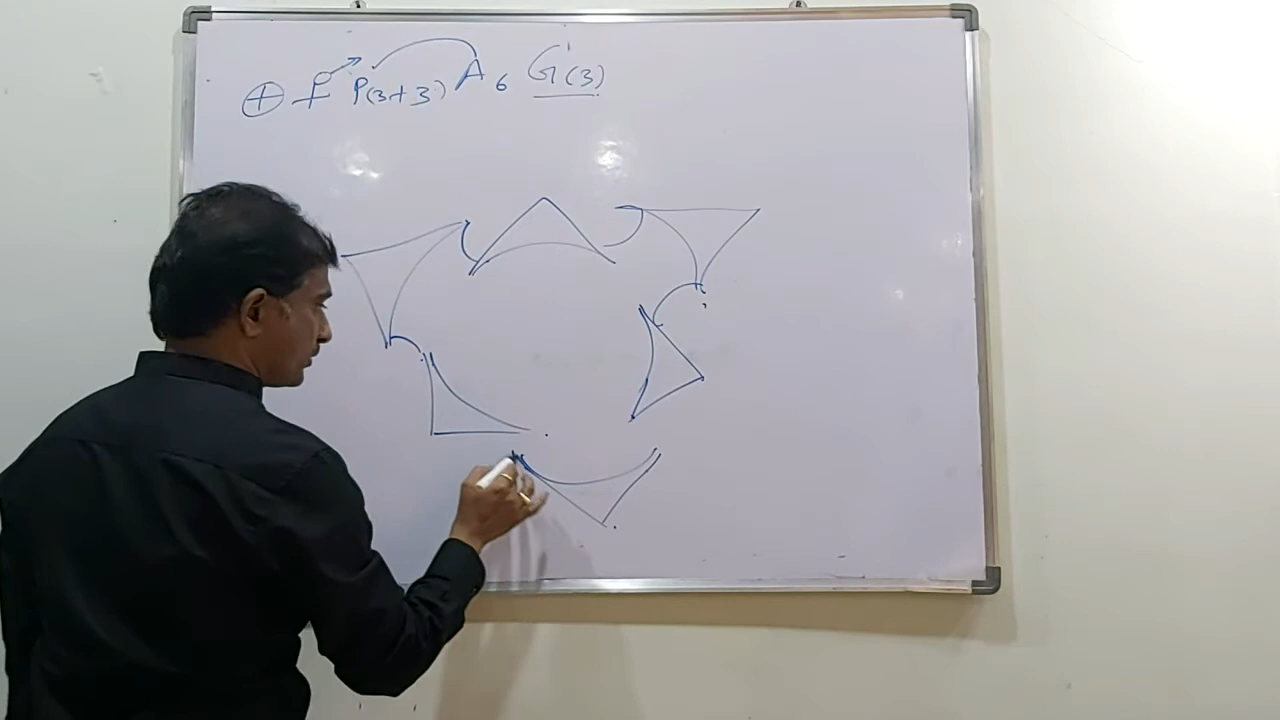 ⊕ ⚥ P(3+3) A 6 G(3)